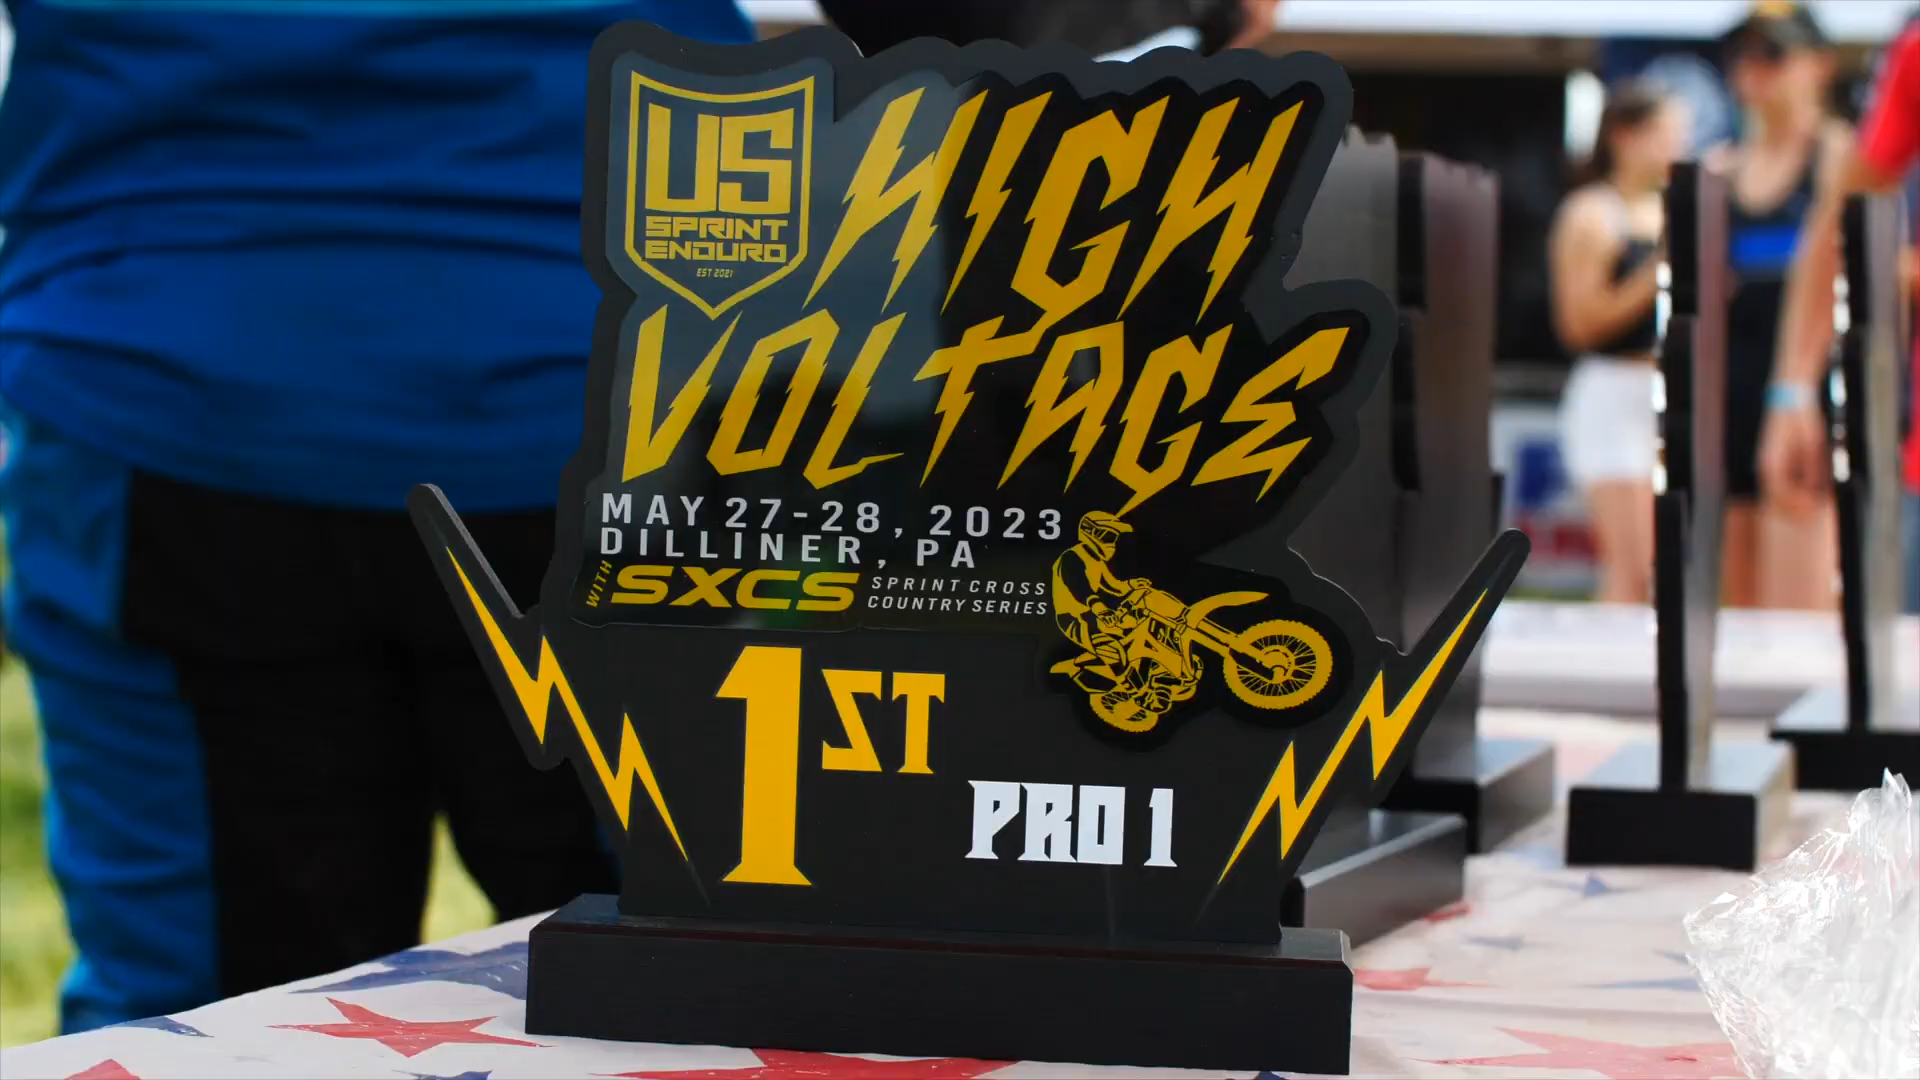 US
SPRINT
ENDURO
EST 2021
HIGH
VOLTAGE
MAY 27-28, 2023
DILLINER, PA
WITH SXCS SPRINT CROSS
COUNTRY SERIES
1ST
PRO 1